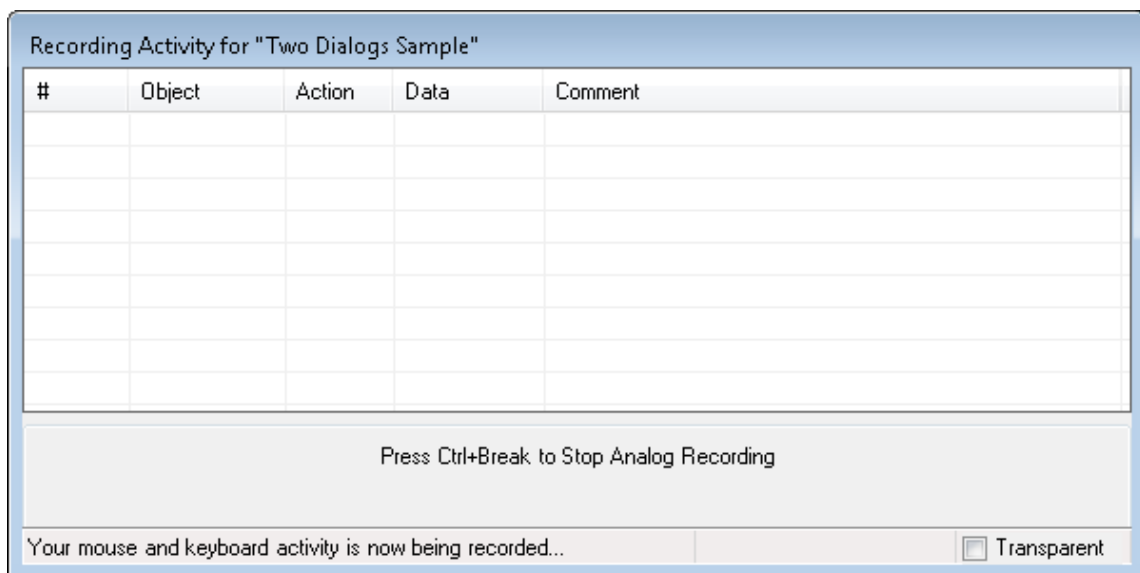 Recording Activity for "Two Dialogs Sample"
# Object Action Data Comment
Press Ctrl+Break to Stop Analog Recording
Your mouse and keyboard activity is now being recorded... Transparent